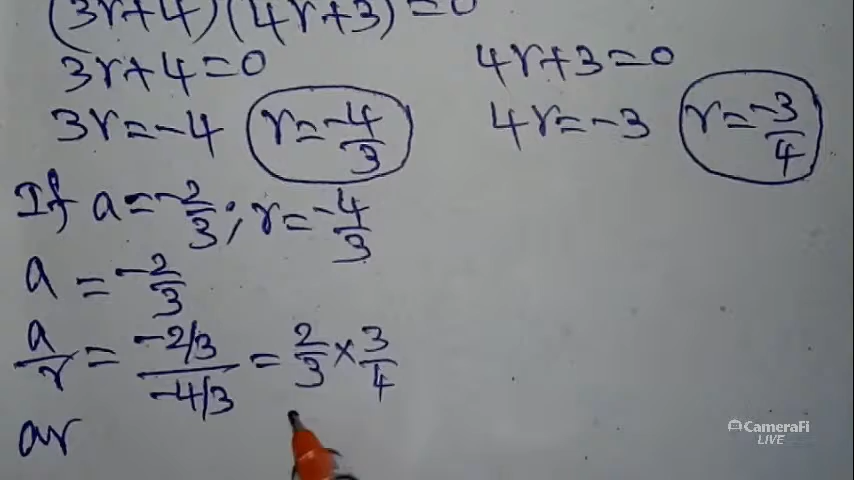 (3r+4)(4r+3)=0
3r+4=0
4r+3=0
3r=-4
r=-4/3
4r=-3
r=-3/4
If a=-2/3; r=-4/3
a=-2/3
a/r = -2/3 / -4/3 = 2/3 × 3/4
ar
CameraFi
LIVE